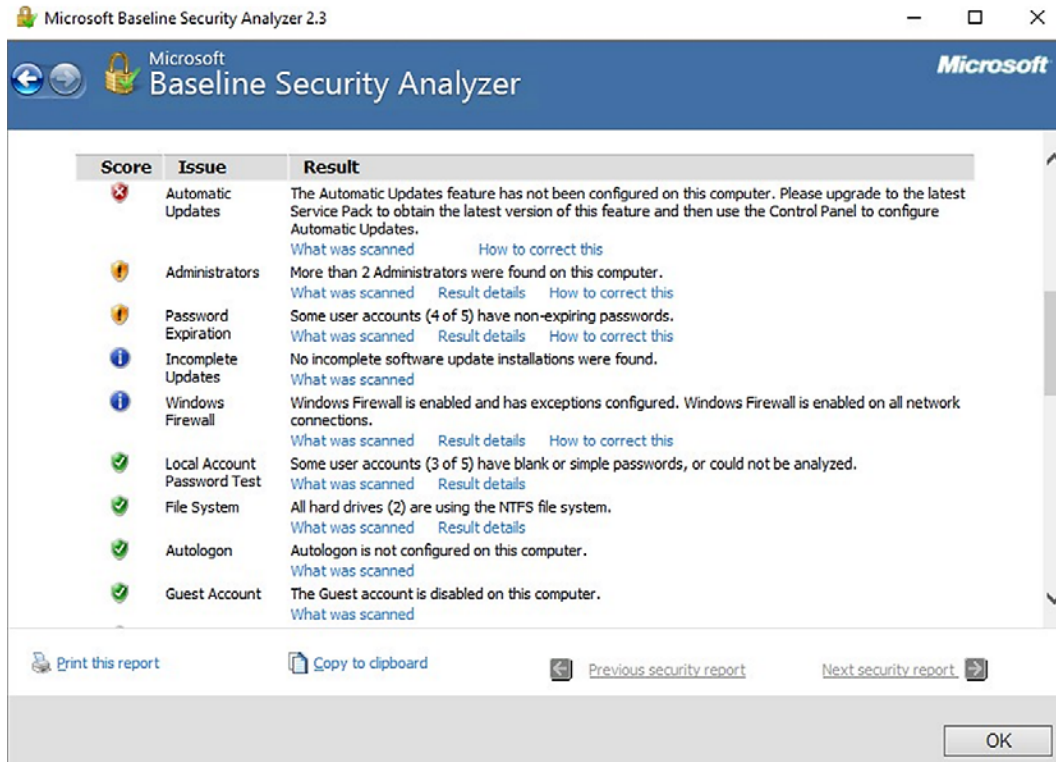 Microsoft Baseline Security Analyzer 2.3
Microsoft
Baseline Security Analyzer
Microsoft
Score Issue Result
Automatic Updates
The Automatic Updates feature has not been configured on this computer. Please upgrade to the latest
Service Pack to obtain the latest version of this feature and then use the Control Panel to configure
Automatic Updates.
What was scanned How to correct this
Administrators
More than 2 Administrators were found on this computer.
What was scanned Result details How to correct this
Password
Expiration
Some user accounts (4 of 5) have non-expiring passwords.
What was scanned Result details How to correct this
Incomplete
Updates
No incomplete software update installations were found.
What was scanned
Windows
Firewall
Windows Firewall is enabled and has exceptions configured. Windows Firewall is enabled on all network
connections.
What was scanned Result details How to correct this
Local Account
Password Test
Some user accounts (3 of 5) have blank or simple passwords, or could not be analyzed.
What was scanned Result details
File System
All hard drives (2) are using the NTFS file system.
What was scanned Result details
Autologon
Autologon is not configured on this computer.
What was scanned
Guest Account
The Guest account is disabled on this computer.
What was scanned
Print this report
Copy to clipboard
Previous security report
Next security report
OK